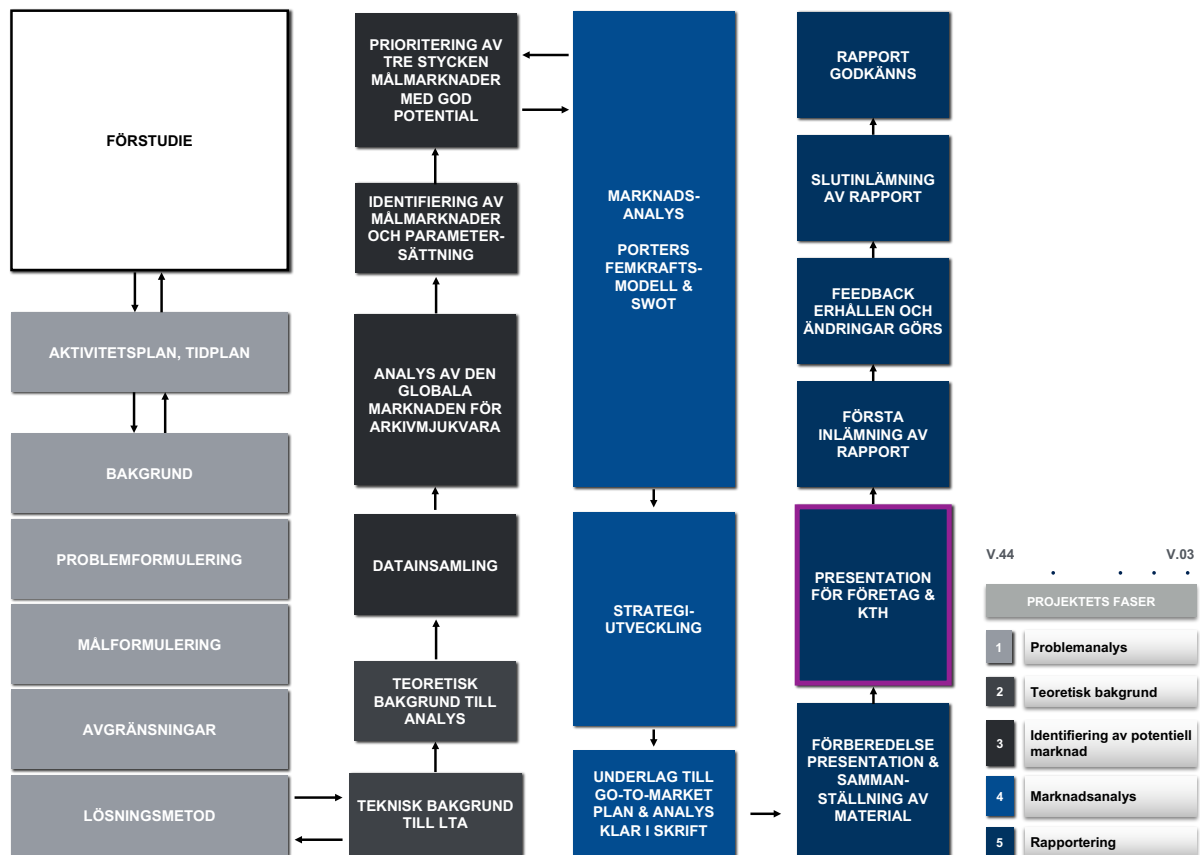 FÖRSTUDIE
AKTIVITETSPLAN, TIDPLAN
BAKGRUND
PROBLEMFORMULERING
MÅLFORMULERING
AVGRÄNSNINGAR
LÖSNINGSMETOD
PRIORITERING AV
TRE STYCKEN
MÅLMARKNADER
MED GOD
POTENTIAL
IDENTIFIERING AV
MÅLMARKNADER
OCH PARAMETER-
SÄTTNING
ANALYS AV DEN
GLOBALA
MARKNADEN FÖR
ARKIVMJUKVARA
DATAINSAMLING
TEORETISK
BAKGRUND TILL
ANALYS
TEKNISK BAKGRUND
TILL LTA
MARKNADS-
ANALYS
PORTERS
FEMKRAFTS-
MODELL &
SWOT
STRATEGI-
UTVECKLING
UNDERLAG TILL
GO-TO-MARKET
PLAN & ANALYS
KLAR I SKRIFT
RAPPORT
GODKÄNNS
SLUTINLÄMNING
AV RAPPORT
FEEDBACK
ERHÅLLEN OCH
ÄNDRINGAR GÖRS
FÖRSTA
INLÄMNING AV
RAPPORT
PRESENTATION
FÖR FÖRETAG &
KTH
FÖRBEREDELSE
PRESENTATION &
SAMMAN-
STÄLLNING AV
MATERIAL
V.44 V.03
PROJEKTETS FASER
1 Problemanalys
2 Teoretisk bakgrund
3 Identifiering av potentiell
marknad
4 Marknadsanalys
5 Rapportering